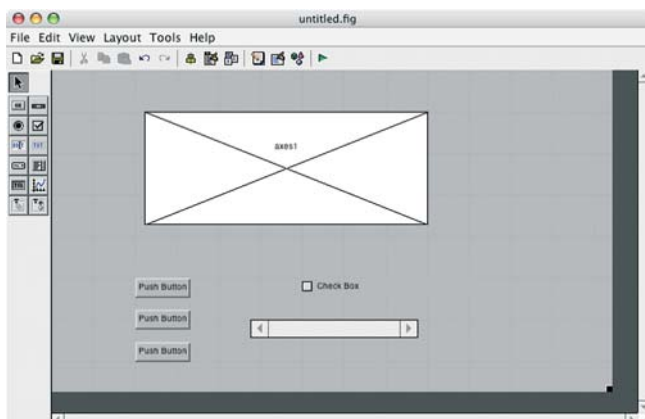 untitled.fig
File Edit View Layout Tools Help
axes1
Push Button
Check Box
Push Button
Push Button